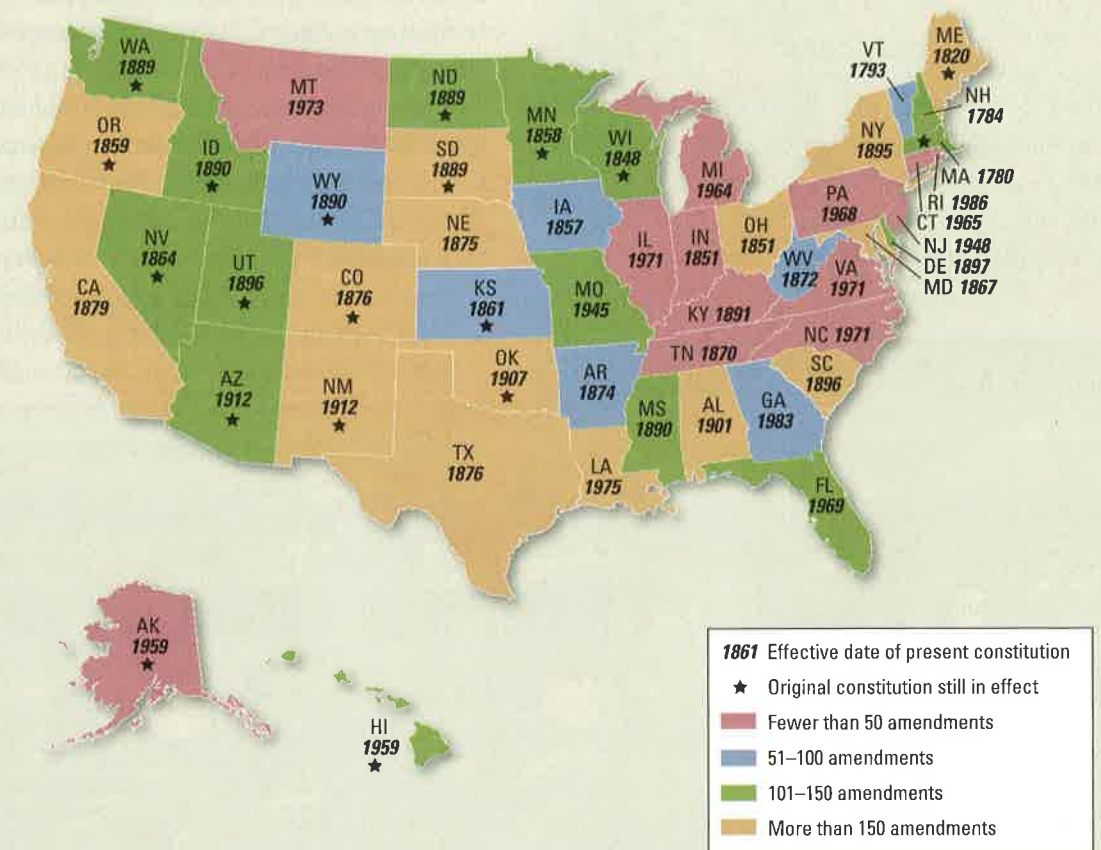 WA
1889
★
OR
1859
★
CA
1879
NV
1864
★
ID
1890
★
MT
1973
WY
1890
★
UT
1896
★
AZ
1912
★
CO
1876
★
NM
1912
★
ND
1889
★
SD
1889
★
NE
1875
KS
1861
★
OK
1907
★
TX
1876
MN
1858
★
IA
1857
MO
1945
AR
1874
LA
1975
WI
1848
★
IL
1971
MI
1964
IN
1851
OH
1851
KY 1891
TN 1870
MS
1890
AL
1901
GA
1983
FL
1969
SC
1896
NC 1971
VA
1971
WV
1872
PA
1968
NY
1895
VT
1793
ME
1820
★
NH
1784
★
MA 1780
RI 1986
CT 1965
NJ 1948
DE 1897
MD 1867
AK
1959
★
HI
1959
★
1861 Effective date of present constitution
★ Original constitution still in effect
Fewer than 50 amendments
51–100 amendments
101–150 amendments
More than 150 amendments